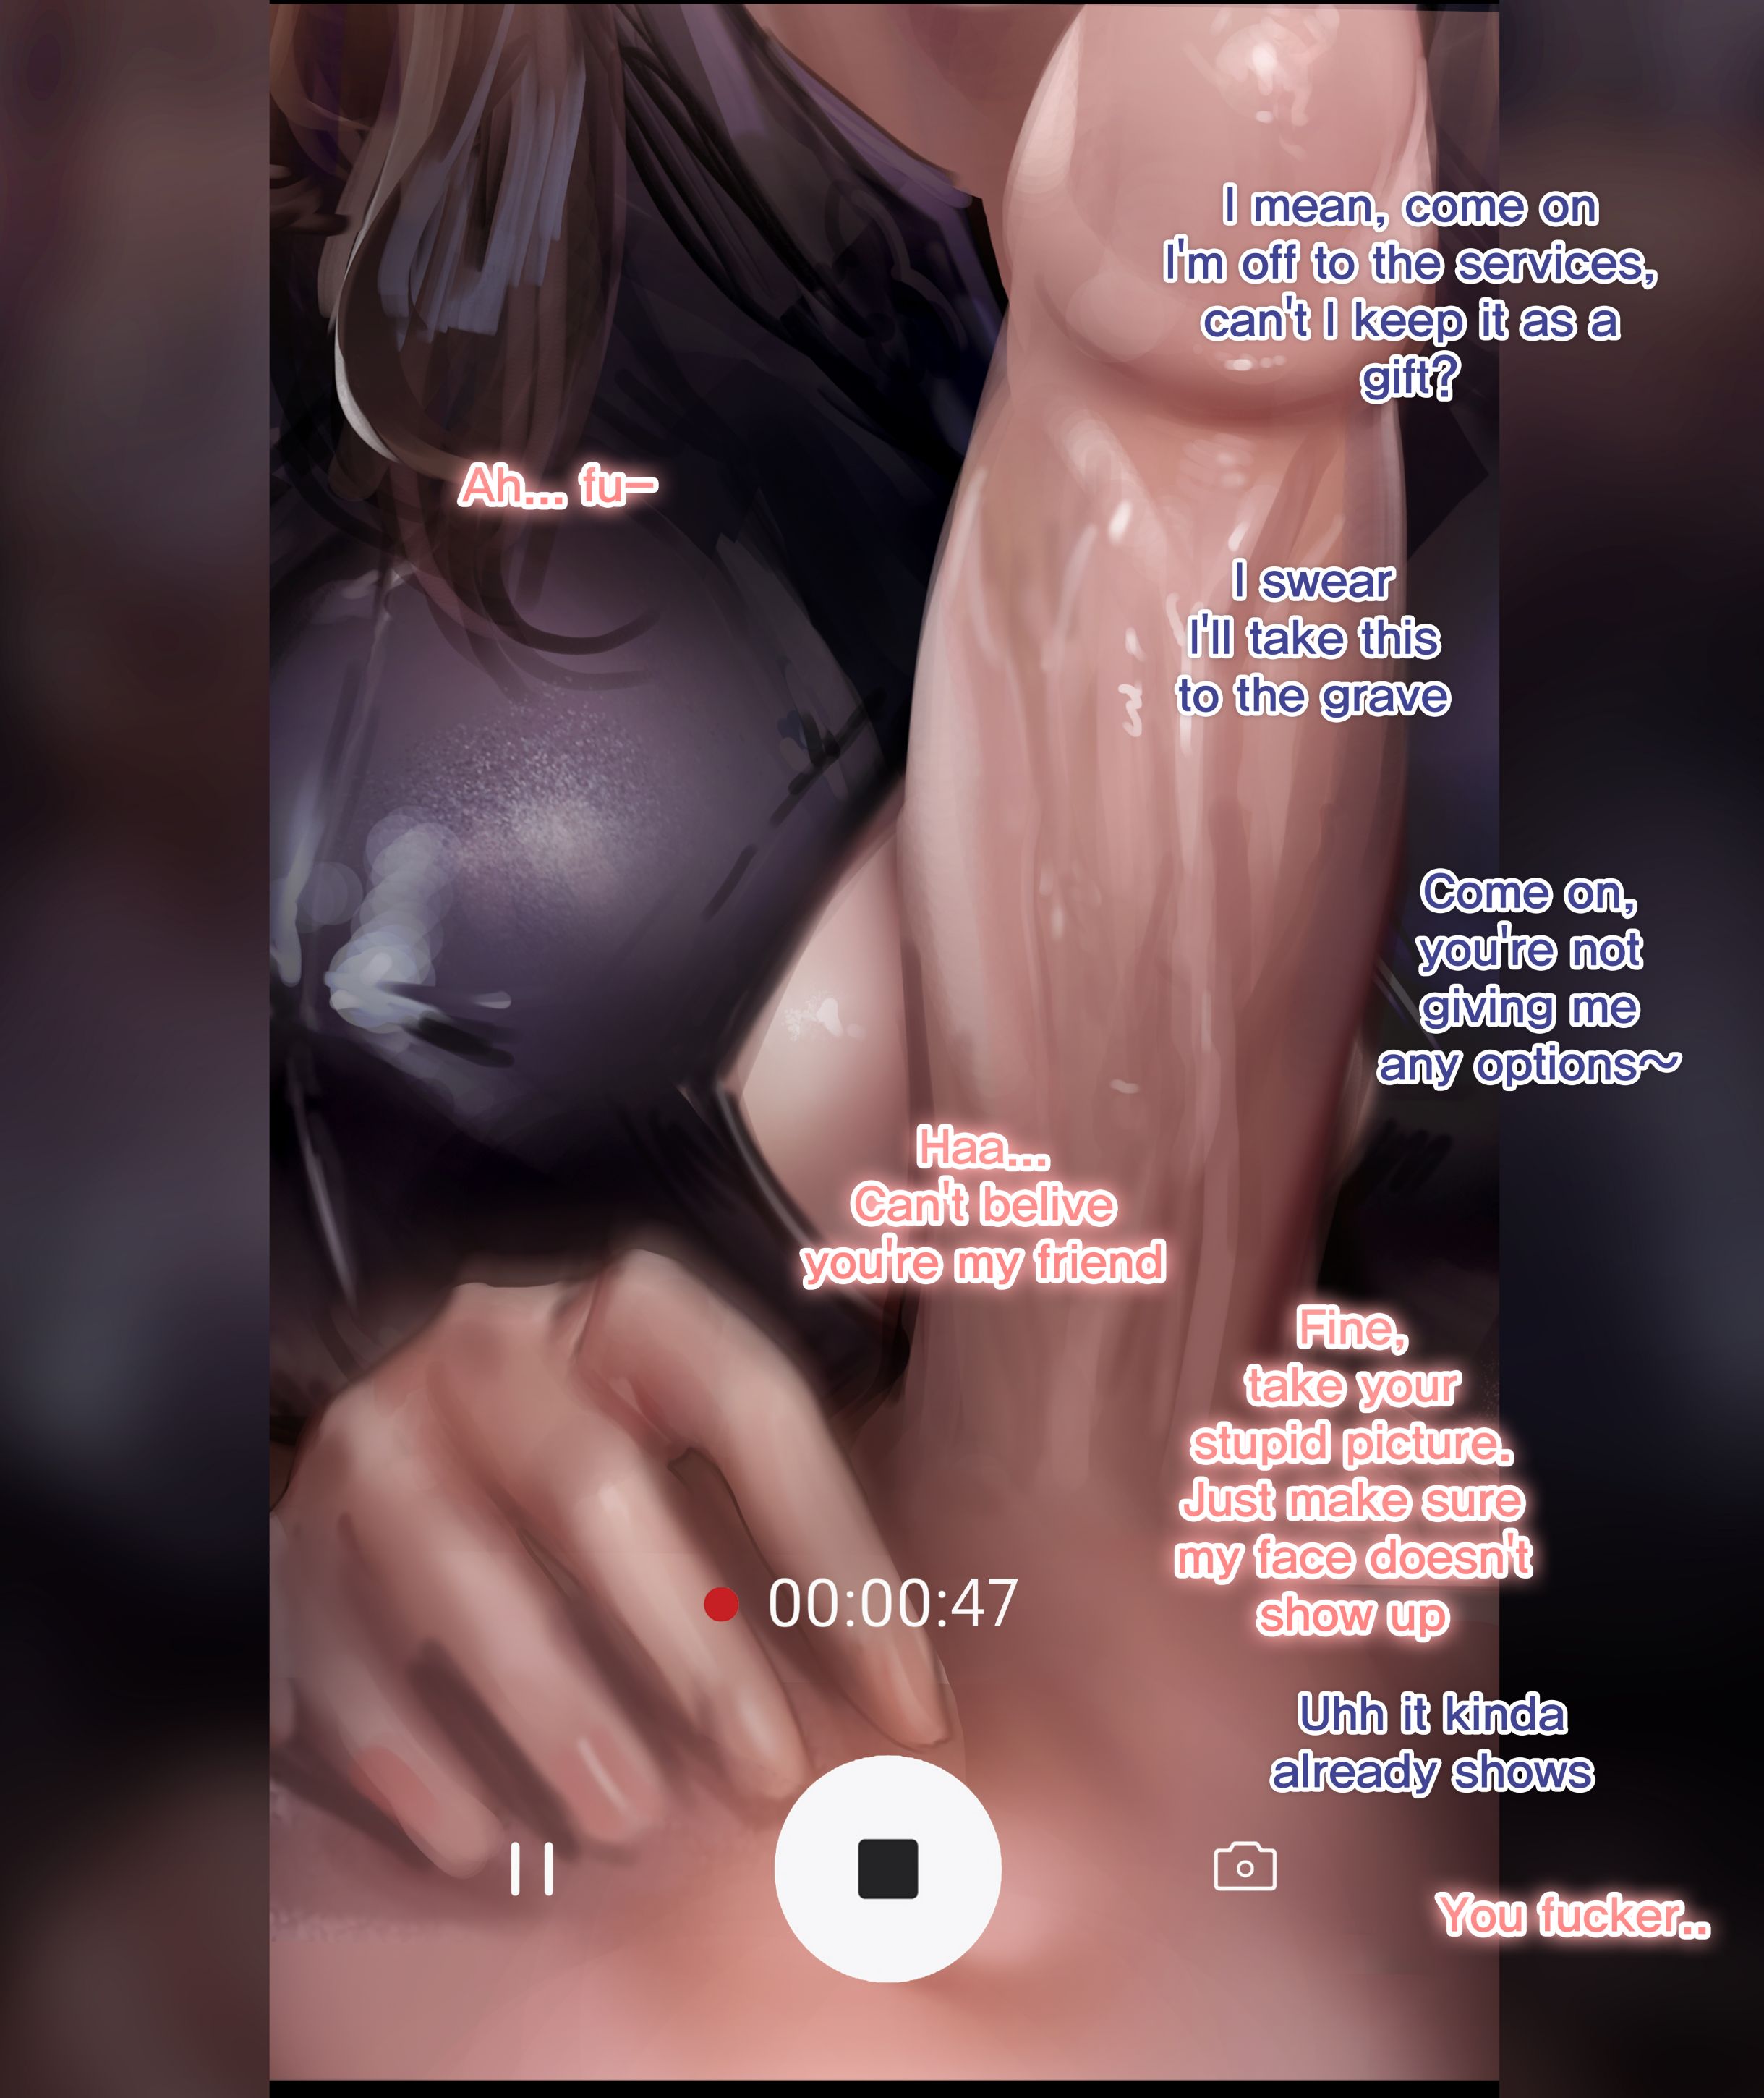 I mean, come on
I'm off to the services,
can't I keep it as a
gift?
Ah... fu—
I swear
I'll take this
to the grave
Come on,
you're not
giving me
any options~
Haa...
Can't belive
you're my friend
Fine,
take your
stupid picture.
Just make sure
my face doesn't
show up
00:00:47
Uhh it kinda
already shows
You fucker..